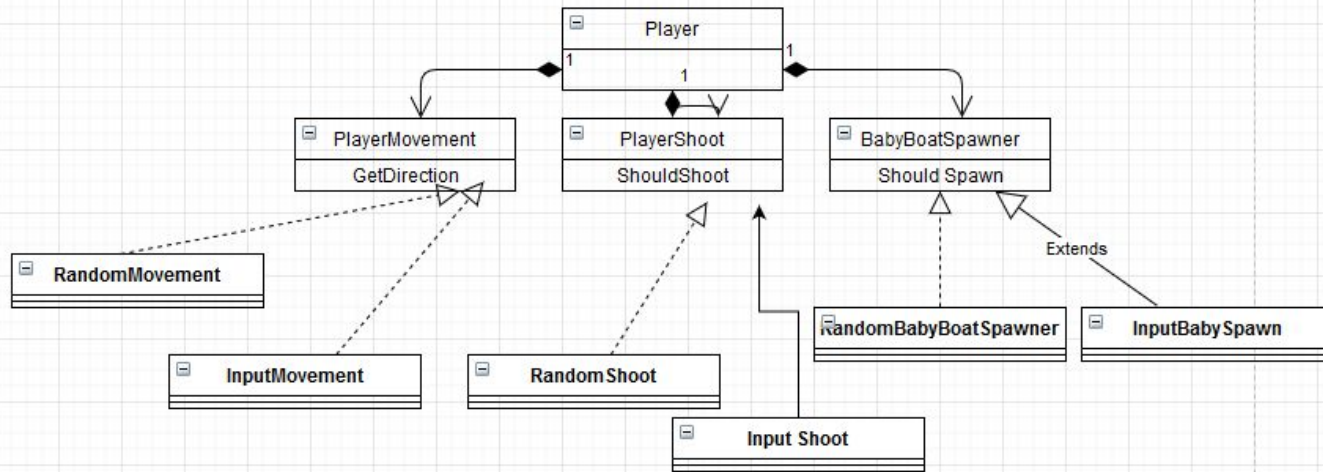 Player
1
1
1
PlayerMovement
GetDirection
PlayerShoot
ShouldShoot
BabyBoatSpawner
Should Spawn
Extends
RandomMovement
RandomBabyBoatSpawner
InputBabySpawn
InputMovement
RandomShoot
Input Shoot